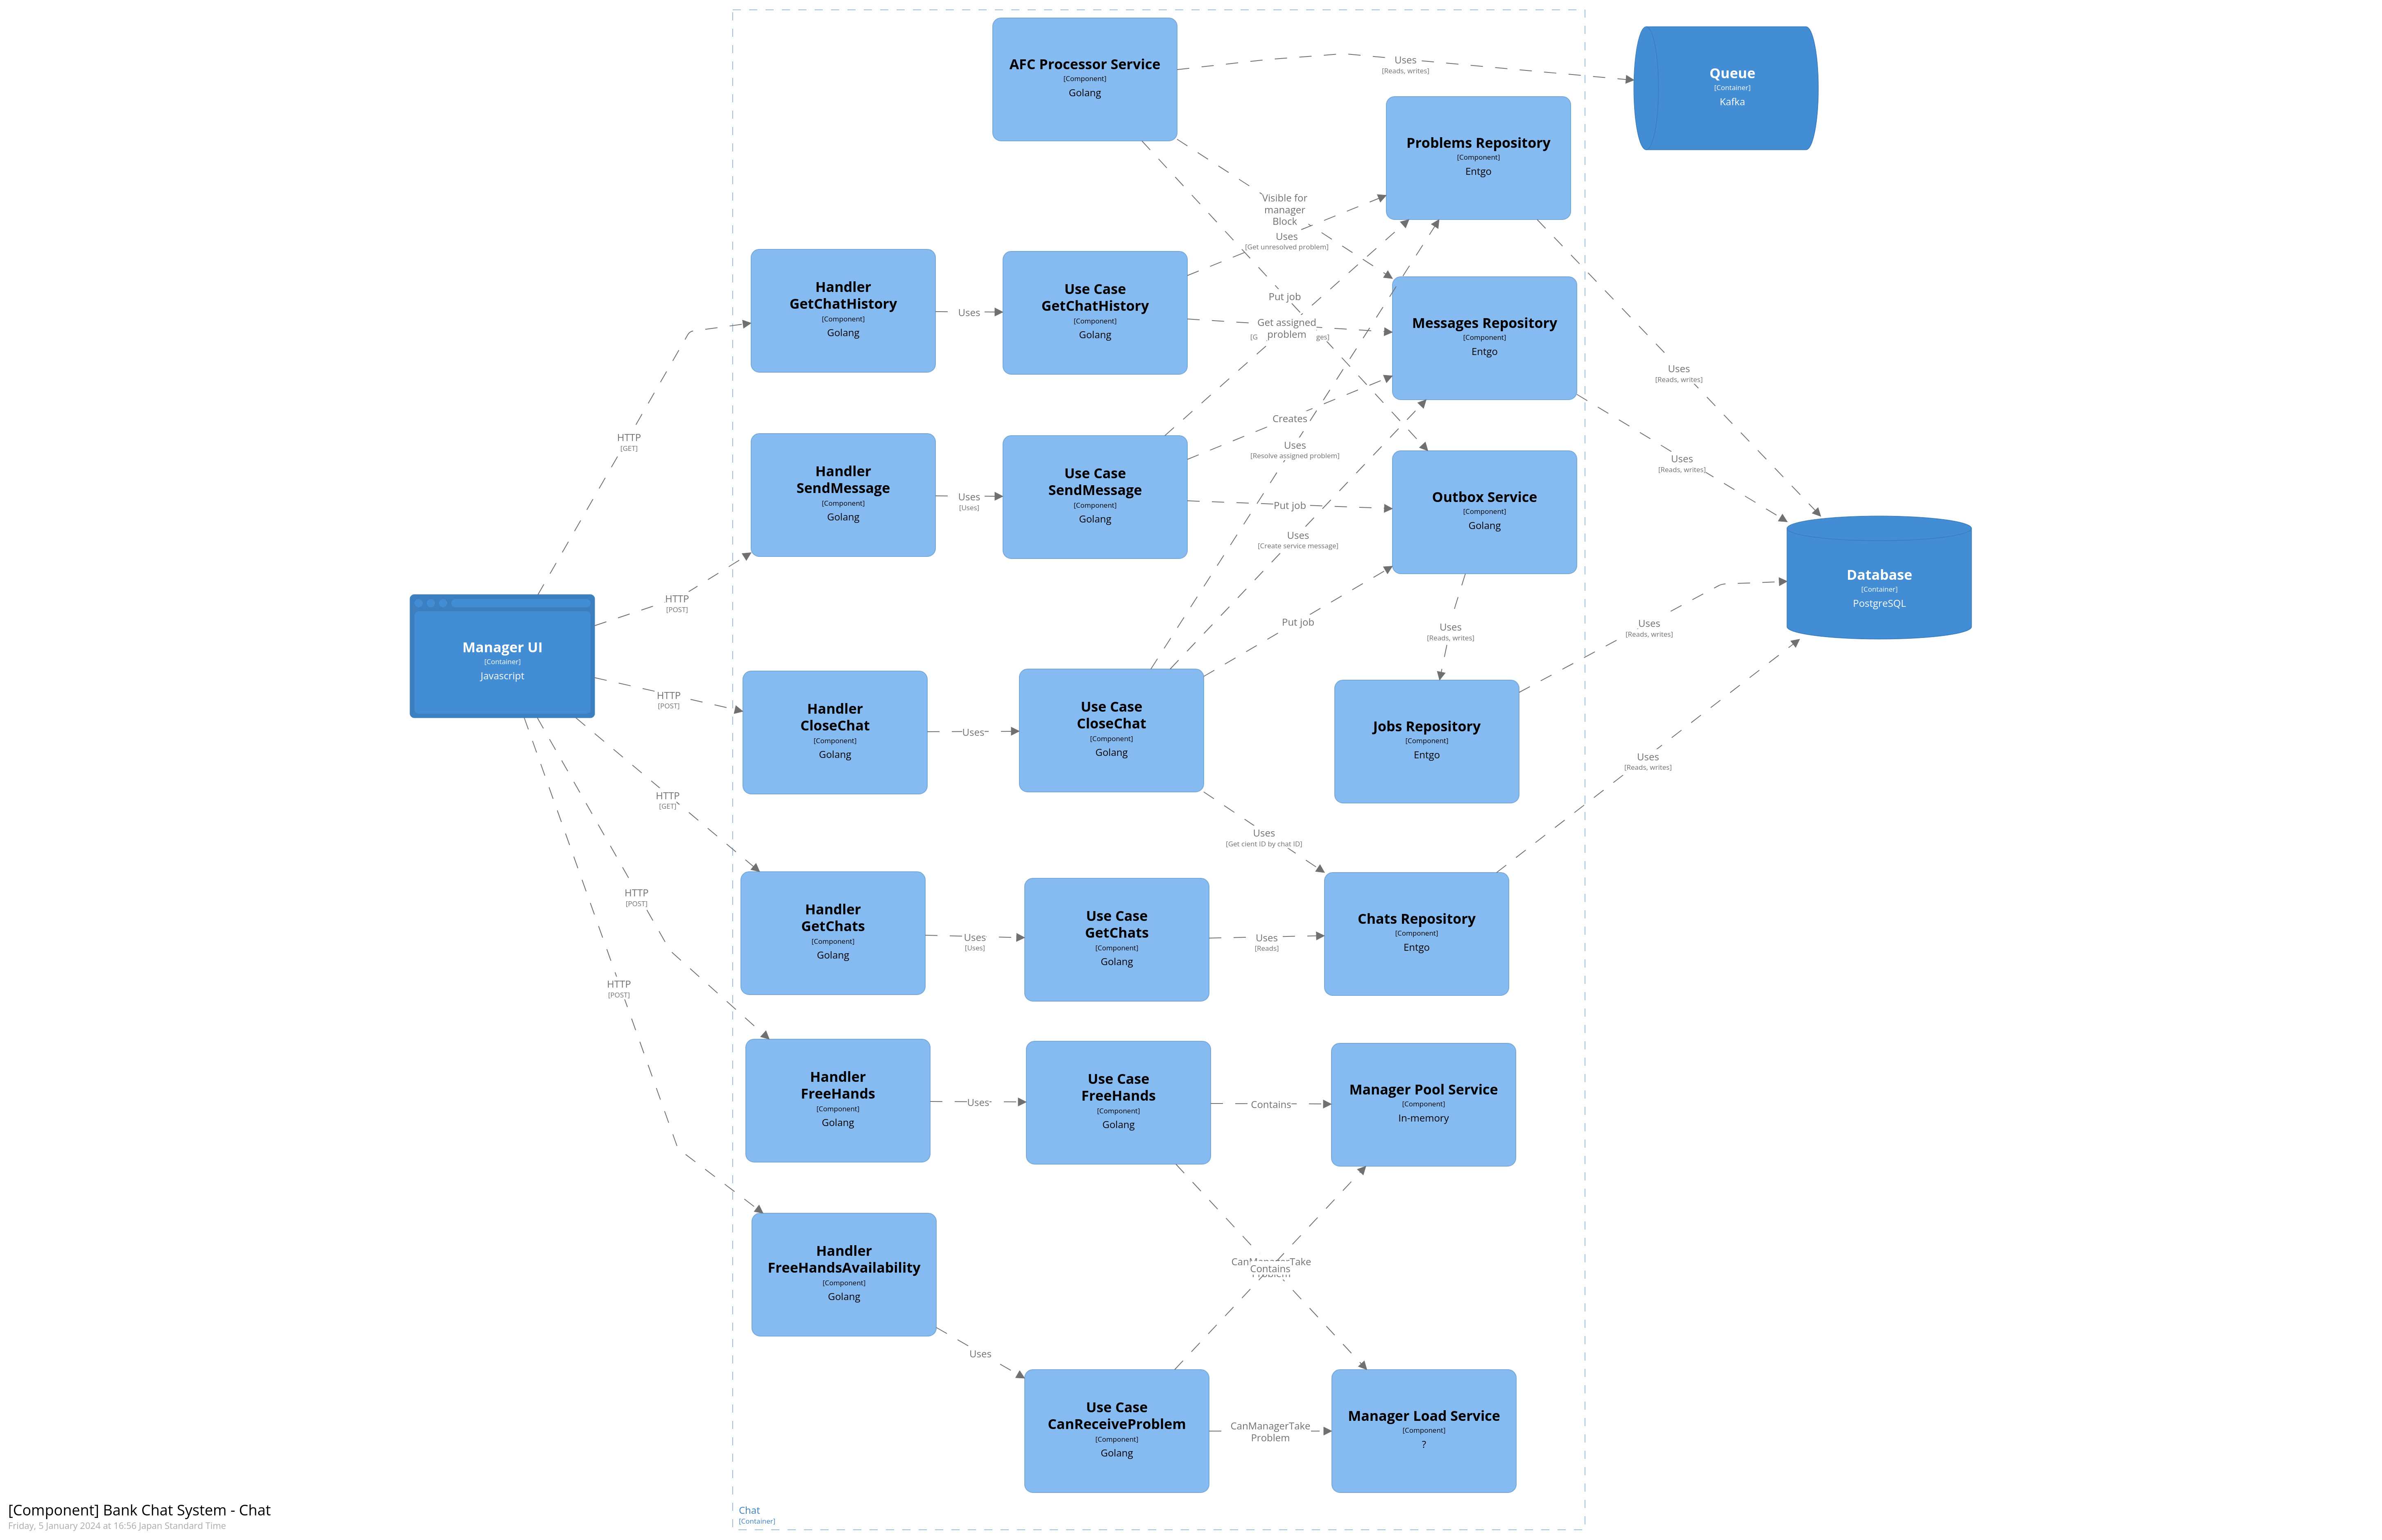 AFC Processor Service
[Component]
Golang
Uses
[Reads, writes]
Queue
[Container]
Kafka
Problems Repository
[Component]
Entgo
Visible for
manager
Block
Uses
[Get unresolved problem]
Handler
GetChatHistory
[Component]
Golang
Uses
Use Case
GetChatHistory
[Component]
Golang
Put job
Get assigned
problem
Messages Repository
[Component]
Entgo
Uses
[Reads, writes]
HTTP
[GET]
Handler
SendMessage
[Component]
Golang
Uses
[Uses]
Use Case
SendMessage
[Component]
Golang
Creates
Uses
[Resolve assigned problem]
Put job
Uses
[Create service message]
Outbox Service
[Component]
Golang
Uses
[Reads, writes]
Database
[Container]
PostgreSQL
HTTP
[POST]
Manager UI
[Container]
Javascript
HTTP
[POST]
Handler
CloseChat
[Component]
Golang
Uses
Use Case
CloseChat
[Component]
Golang
Put job
Uses
[Reads, writes]
Uses
[Reads, writes]
Jobs Repository
[Component]
Entgo
Uses
[Reads, writes]
HTTP
[GET]
Uses
[Get cient ID by chat ID]
HTTP
[POST]
Handler
GetChats
[Component]
Golang
Uses
[Uses]
Use Case
GetChats
[Component]
Golang
Uses
[Reads]
Chats Repository
[Component]
Entgo
HTTP
[POST]
Handler
FreeHands
[Component]
Golang
Uses
Use Case
FreeHands
[Component]
Golang
Contains
Manager Pool Service
[Component]
In-memory
Handler
FreeHandsAvailability
[Component]
Golang
Contains
Uses
Use Case
CanReceiveProblem
[Component]
Golang
CanManagerTake
Problem
Manager Load Service
[Component]
?
Chat
[Container]
[Component] Bank Chat System - Chat
Friday, 5 January 2024 at 16:56 Japan Standard Time